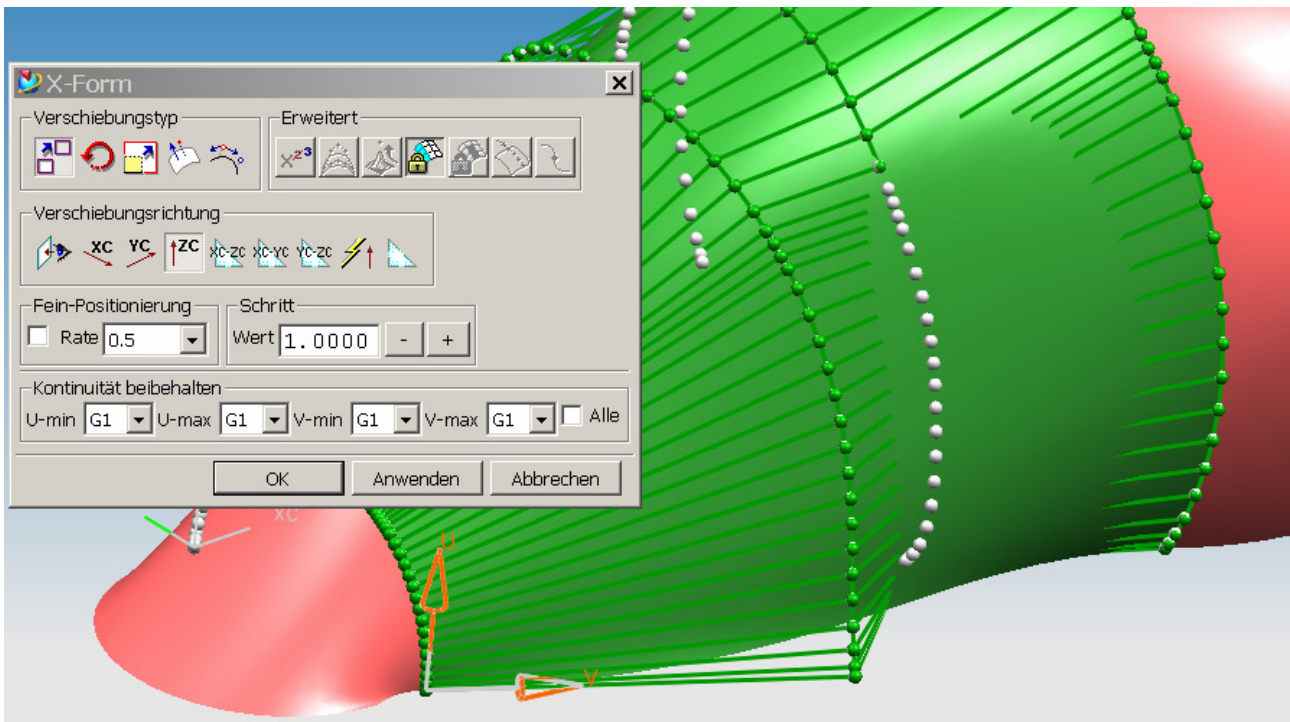 X-Form
Verschiebungstyp Erweitert
x²³
Verschiebungsrichtung
XC YC ZC XC-ZC XC-YC YC-ZC
Fein-Positionierung Schritt
Rate 0.5 Wert 1.0000 - +
Kontinuität beibehalten
U-min G1 U-max G1 V-min G1 V-max G1 Alle
OK Anwenden Abbrechen
XC
U
V